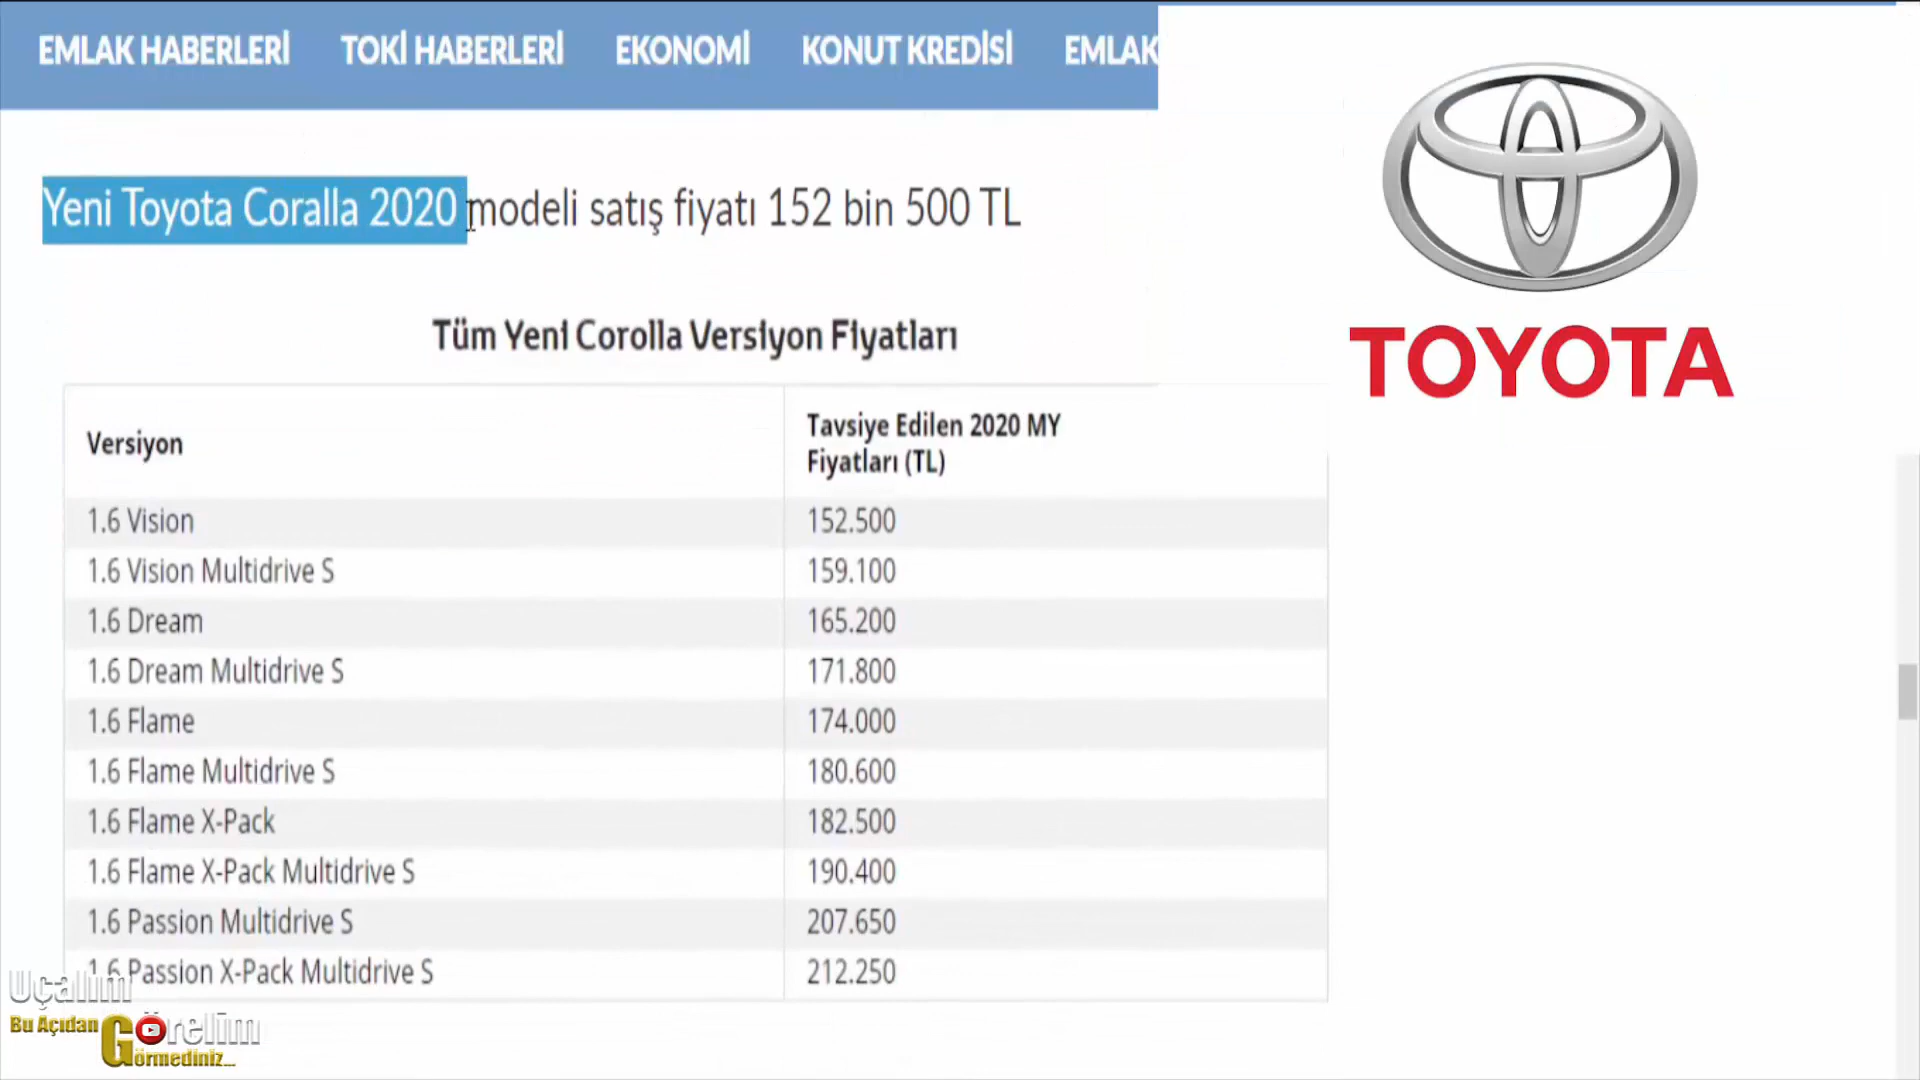 EMLAK HABERLERİ TOKİ HABERLERİ EKONOMİ KONUT KREDİSİ EMLAK
Yeni Toyota Coralla 2020 modeli satış fiyatı 152 bin 500 TL
TOYOTA
Tüm Yeni Corolla Versiyon Fiyatları
Versiyon Tavsiye Edilen 2020 MY
Fiyatları (TL)
1.6 Vision 152.500
1.6 Vision Multidrive S 159.100
1.6 Dream 165.200
1.6 Dream Multidrive S 171.800
1.6 Flame 174.000
1.6 Flame Multidrive S 180.600
1.6 Flame X-Pack 182.500
1.6 Flame X-Pack Multidrive S 190.400
1.6 Passion Multidrive S 207.650
1.6 Passion X-Pack Multidrive S 212.250
Uçalım
Bu Açıdan Görelim
Görmediniz...